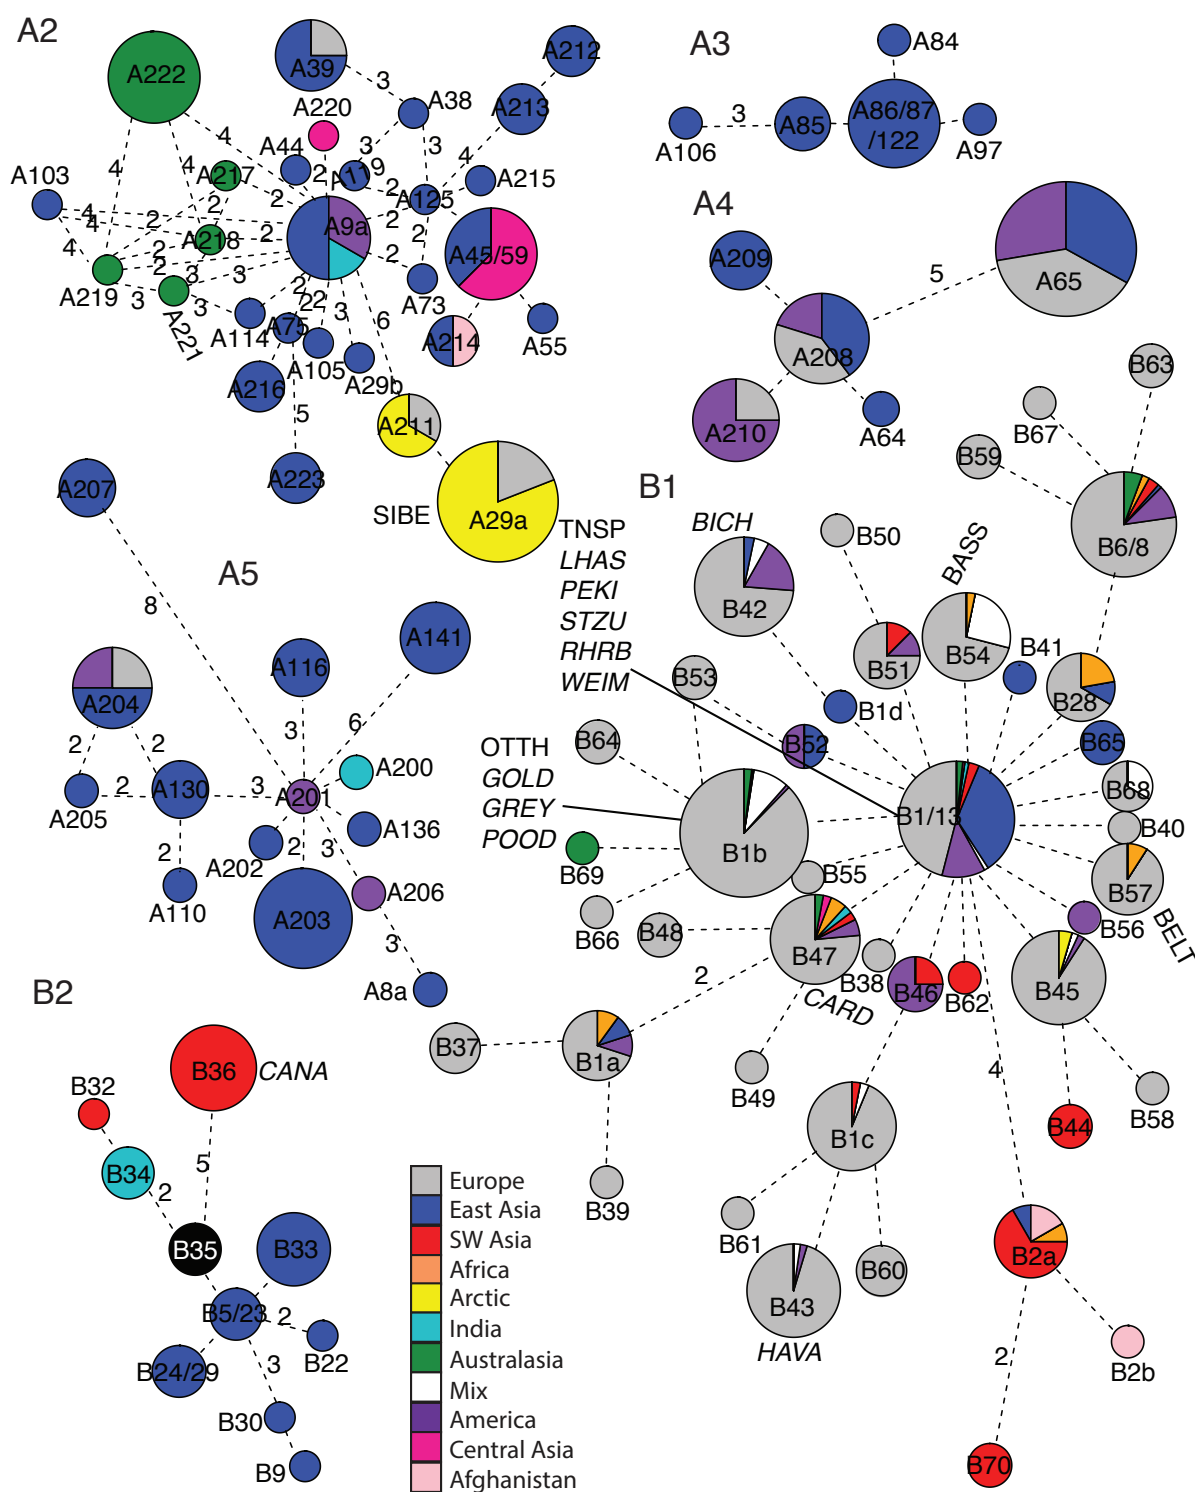 A2
A222
A39
A212
A220
A38
A213
A44
A119
A103
A217
A125
A215
A9a
A218
A45/59
A219
A221
A73
A114
A75
A214
A55
A105
A29b
A216
A211
A223
A29a
SIBE
3
4
4
4
3
3
4
2
2
2
2
2
4
4
4
2
2
2
2
2
3
3
3
3
2
2
2
3
6
5
A3
A84
A86/87
/122
A85
A106
A97
3
A4
A209
A65
5
A208
A210
A64
A5
A207
8
A141
A116
A204
3
6
2
2
A200
A130
3
A201
A205
2
A136
A202
2
3
2
A110
A206
A203
3
A8a
B1
B63
B67
B59
B6/8
BICH
B50
BASS
B42
B54
B51
B41
B28
TNSP
LHAS
PEKI
STZU
RHRB
WEIM
B53
B1d
B52
B65
B64
B68
OTTH
GOLD
GREY
POOD
B1/13
B1b
B40
B69
B55
B57
BELT
B66
B48
B47
B56
CARD
B38
B46
B62
B45
2
B37
B1a
B49
4
B58
B44
B1c
B39
B61
B60
B43
HAVA
B2a
B2b
2
B70
B2
B36
CANA
B32
B34
5
2
B35
B33
B5/23
2
B22
B24/29
3
B30
B9
Europe
East Asia
SW Asia
Africa
Arctic
India
Australasia
Mix
America
Central Asia
Afghanistan